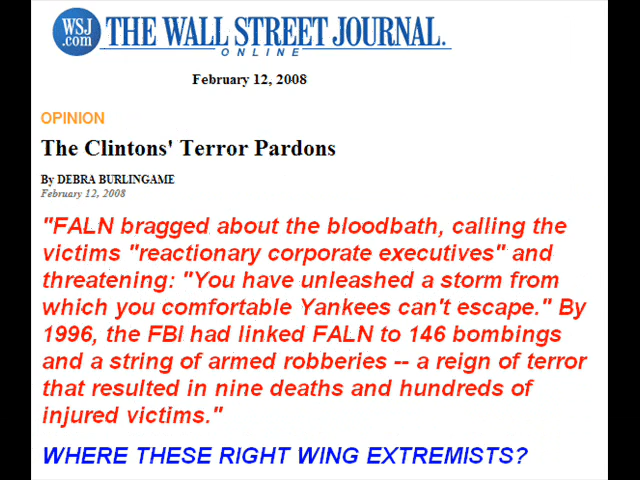 WSJ
.com
THE WALL STREET JOURNAL.
ONLINE
February 12, 2008
OPINION
The Clintons' Terror Pardons
By DEBRA BURLINGAME
February 12, 2008
"FALN bragged about the bloodbath, calling the
victims "reactionary corporate executives" and
threatening: "You have unleashed a storm from
which you comfortable Yankees can't escape." By
1996, the FBI had linked FALN to 146 bombings
and a string of armed robberies -- a reign of terror
that resulted in nine deaths and hundreds of
injured victims."
WHERE THESE RIGHT WING EXTREMISTS?